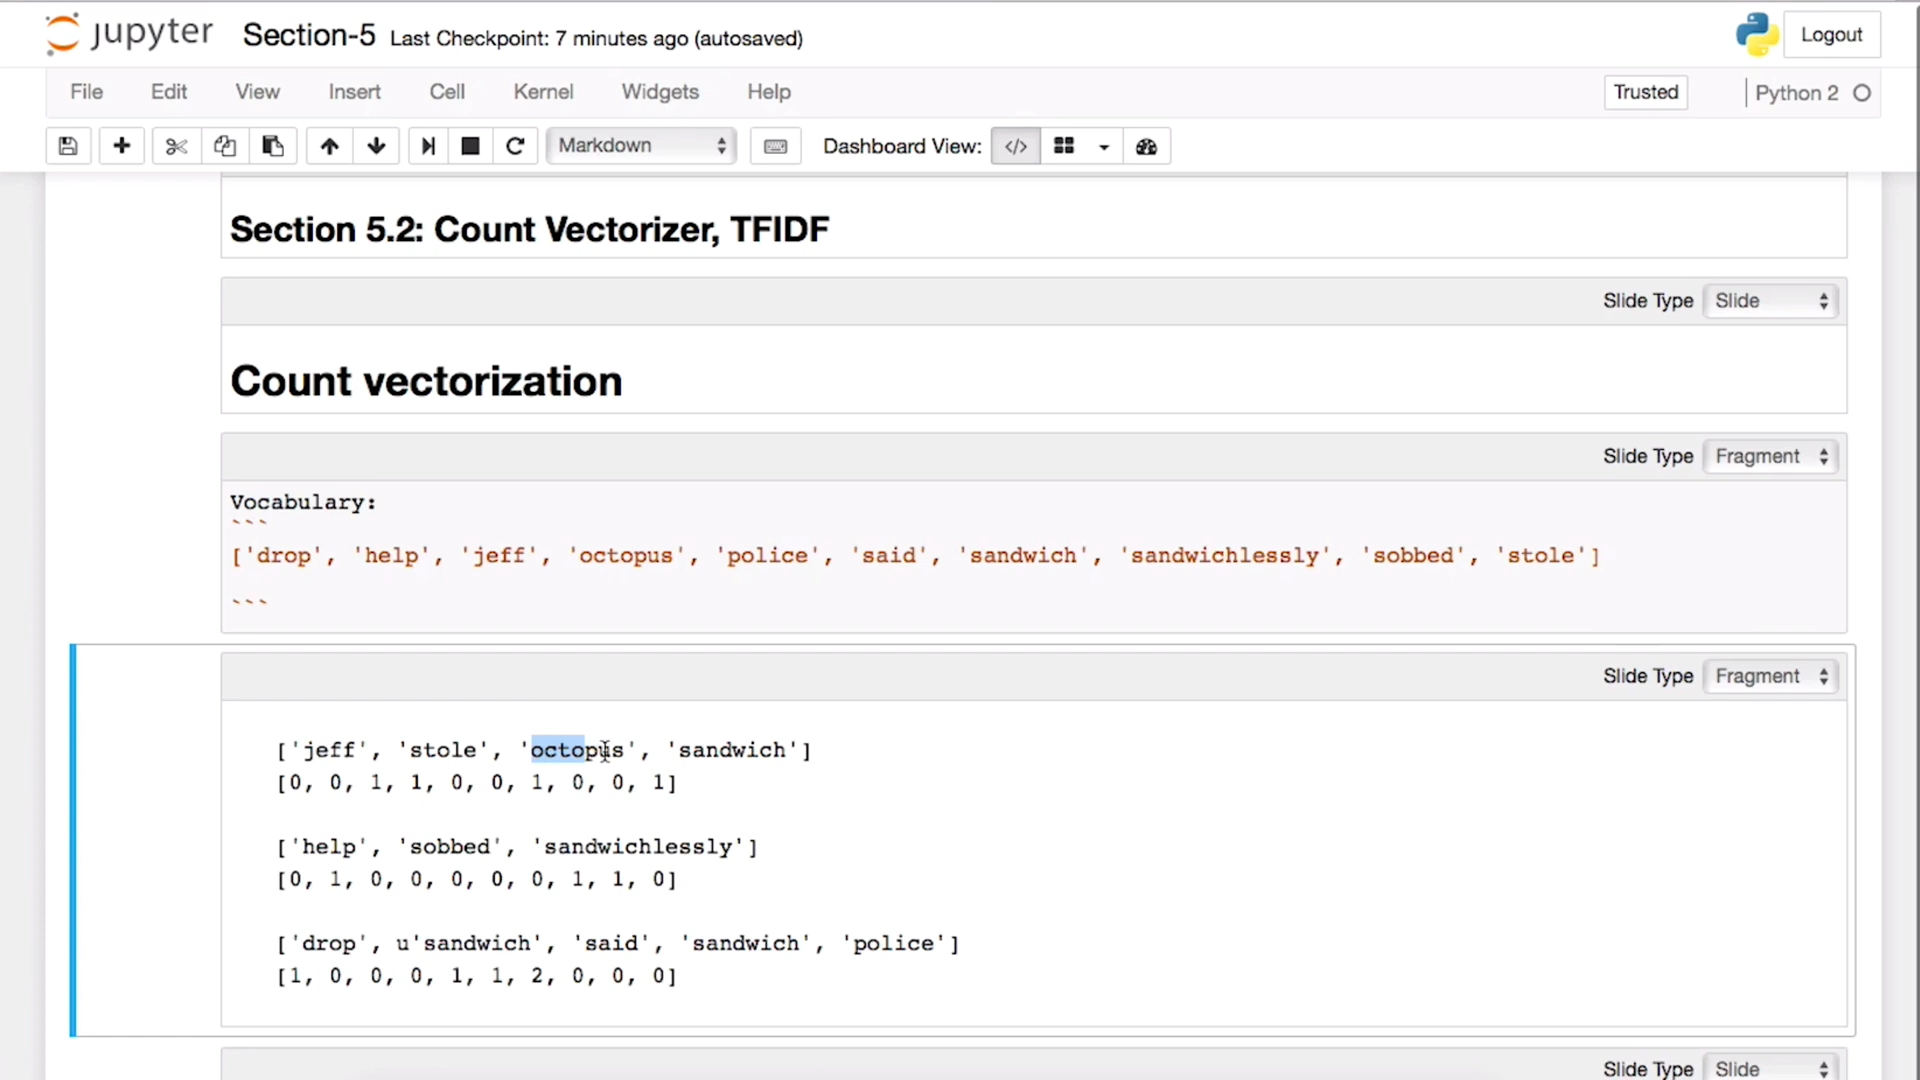 jupyter Section-5 Last Checkpoint: 7 minutes ago (autosaved) Logout
File Edit View Insert Cell Kernel Widgets Help Trusted Python 2
Markdown Dashboard View: </>
Section 5.2: Count Vectorizer, TFIDF
Slide Type Slide
Count vectorization
Slide Type Fragment
Vocabulary:
```
['drop', 'help', 'jeff', 'octopus', 'police', 'said', 'sandwich', 'sandwichlessly', 'sobbed', 'stole']
```
Slide Type Fragment
['jeff', 'stole', 'octopus', 'sandwich']
[0, 0, 1, 1, 0, 0, 1, 0, 0, 1]
['help', 'sobbed', 'sandwichlessly']
[0, 1, 0, 0, 0, 0, 0, 1, 1, 0]
['drop', u'sandwich', 'said', 'sandwich', 'police']
[1, 0, 0, 0, 1, 1, 2, 0, 0, 0]
Slide Type Slide